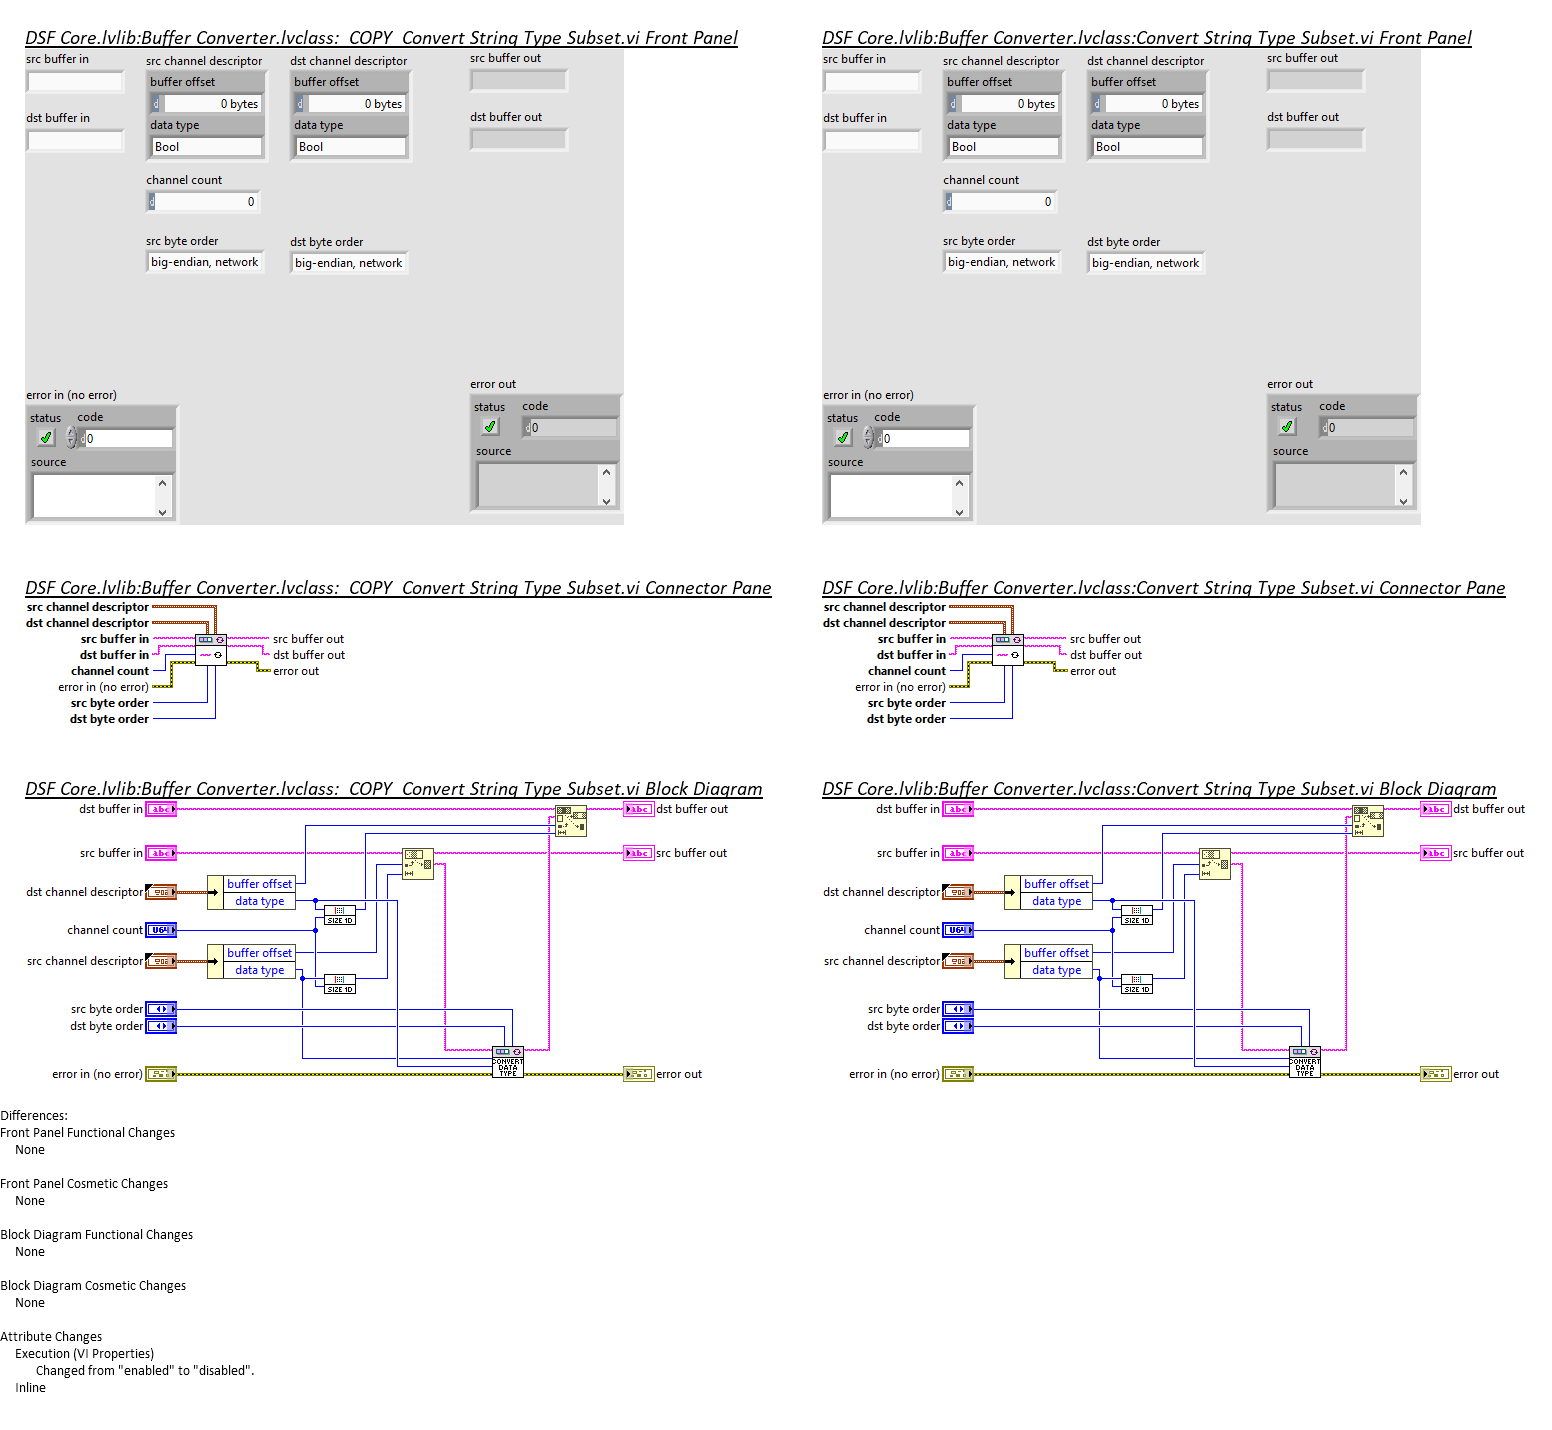 DSF Core.lvlib:Buffer Converter.lvclass:_COPY_Convert String Type Subset.vi Front Panel
src buffer in
dst buffer in
src channel descriptor
buffer offset
d 0 bytes
data type
Bool
dst channel descriptor
buffer offset
d 0 bytes
data type
Bool
channel count
d 0
src byte order
big-endian, network
dst byte order
big-endian, network
src buffer out
dst buffer out
error in (no error)
status code
d 0
source
error out
status code
d 0
source
DSF Core.lvlib:Buffer Converter.lvclass:Convert String Type Subset.vi Front Panel
src buffer in
dst buffer in
src channel descriptor
buffer offset
d 0 bytes
data type
Bool
dst channel descriptor
buffer offset
d 0 bytes
data type
Bool
channel count
d 0
src byte order
big-endian, network
dst byte order
big-endian, network
src buffer out
dst buffer out
error in (no error)
status code
d 0
source
error out
status code
d 0
source
DSF Core.lvlib:Buffer Converter.lvclass:_COPY_Convert String Type Subset.vi Connector Pane
src channel descriptor
dst channel descriptor
src buffer in
dst buffer in
channel count
error in (no error)
src byte order
dst byte order
src buffer out
dst buffer out
error out
DSF Core.lvlib:Buffer Converter.lvclass:Convert String Type Subset.vi Connector Pane
src channel descriptor
dst channel descriptor
src buffer in
dst buffer in
channel count
error in (no error)
src byte order
dst byte order
src buffer out
dst buffer out
error out
DSF Core.lvlib:Buffer Converter.lvclass:_COPY_Convert String Type Subset.vi Block Diagram
dst buffer in abc
abc dst buffer out
src buffer in abc
abc src buffer out
dst channel descriptor
buffer offset
data type
SIZE 1D
channel count U64
src channel descriptor
buffer offset
data type
SIZE 1D
src byte order
dst byte order
CONVERT
DATA
TYPE
error in (no error)
error out
DSF Core.lvlib:Buffer Converter.lvclass:Convert String Type Subset.vi Block Diagram
dst buffer in abc
abc dst buffer out
src buffer in abc
abc src buffer out
dst channel descriptor
buffer offset
data type
SIZE 1D
channel count U64
src channel descriptor
buffer offset
data type
SIZE 1D
src byte order
dst byte order
CONVERT
DATA
TYPE
error in (no error)
error out
Differences:
Front Panel Functional Changes
None
Front Panel Cosmetic Changes
None
Block Diagram Functional Changes
None
Block Diagram Cosmetic Changes
None
Attribute Changes
Execution (VI Properties)
Changed from "enabled" to "disabled".
Inline